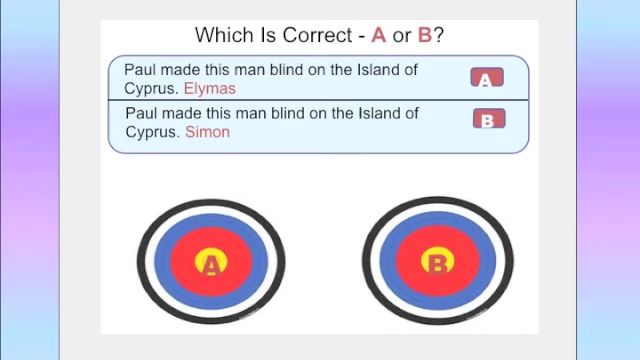 Which Is Correct - A or B?
Paul made this man blind on the Island of
Cyprus. Elymas
A
Paul made this man blind on the Island of
Cyprus. Simon
B
A
B